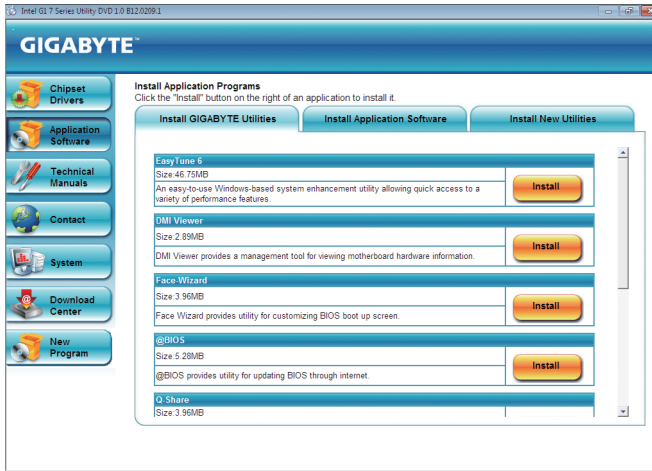 Intel G1 7 Series Utility DVD 1.0 B12.0209.1
GIGABYTE™
Chipset
Drivers
Application
Software
Technical
Manuals
Contact
System
Download
Center
New
Program
Install Application Programs
Click the "Install" button on the right of an application to install it.
Install GIGABYTE Utilities
Install Application Software
Install New Utilities
EasyTune 6
Size:46.75MB
An easy-to-use Windows-based system enhancement utility allowing quick access to a
variety of performance features.
Install
DMI Viewer
Size:2.89MB
DMI Viewer provides a management tool for viewing motherboard hardware information.
Install
Face-Wizard
Size:3.96MB
Face Wizard provides utility for customizing BIOS boot up screen.
Install
@BIOS
Size:5.28MB
@BIOS provides utility for updating BIOS through internet.
Install
Q-Share
Size:3.96MB